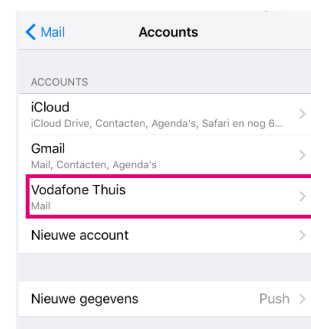 Mail Accounts
ACCOUNTS
iCloud
iCloud Drive, Contacten, Agenda's, Safari en nog 6...
Gmail
Mail, Contacten, Agenda's
Vodafone Thuis
Mail
Nieuwe account
Nieuwe gegevens Push